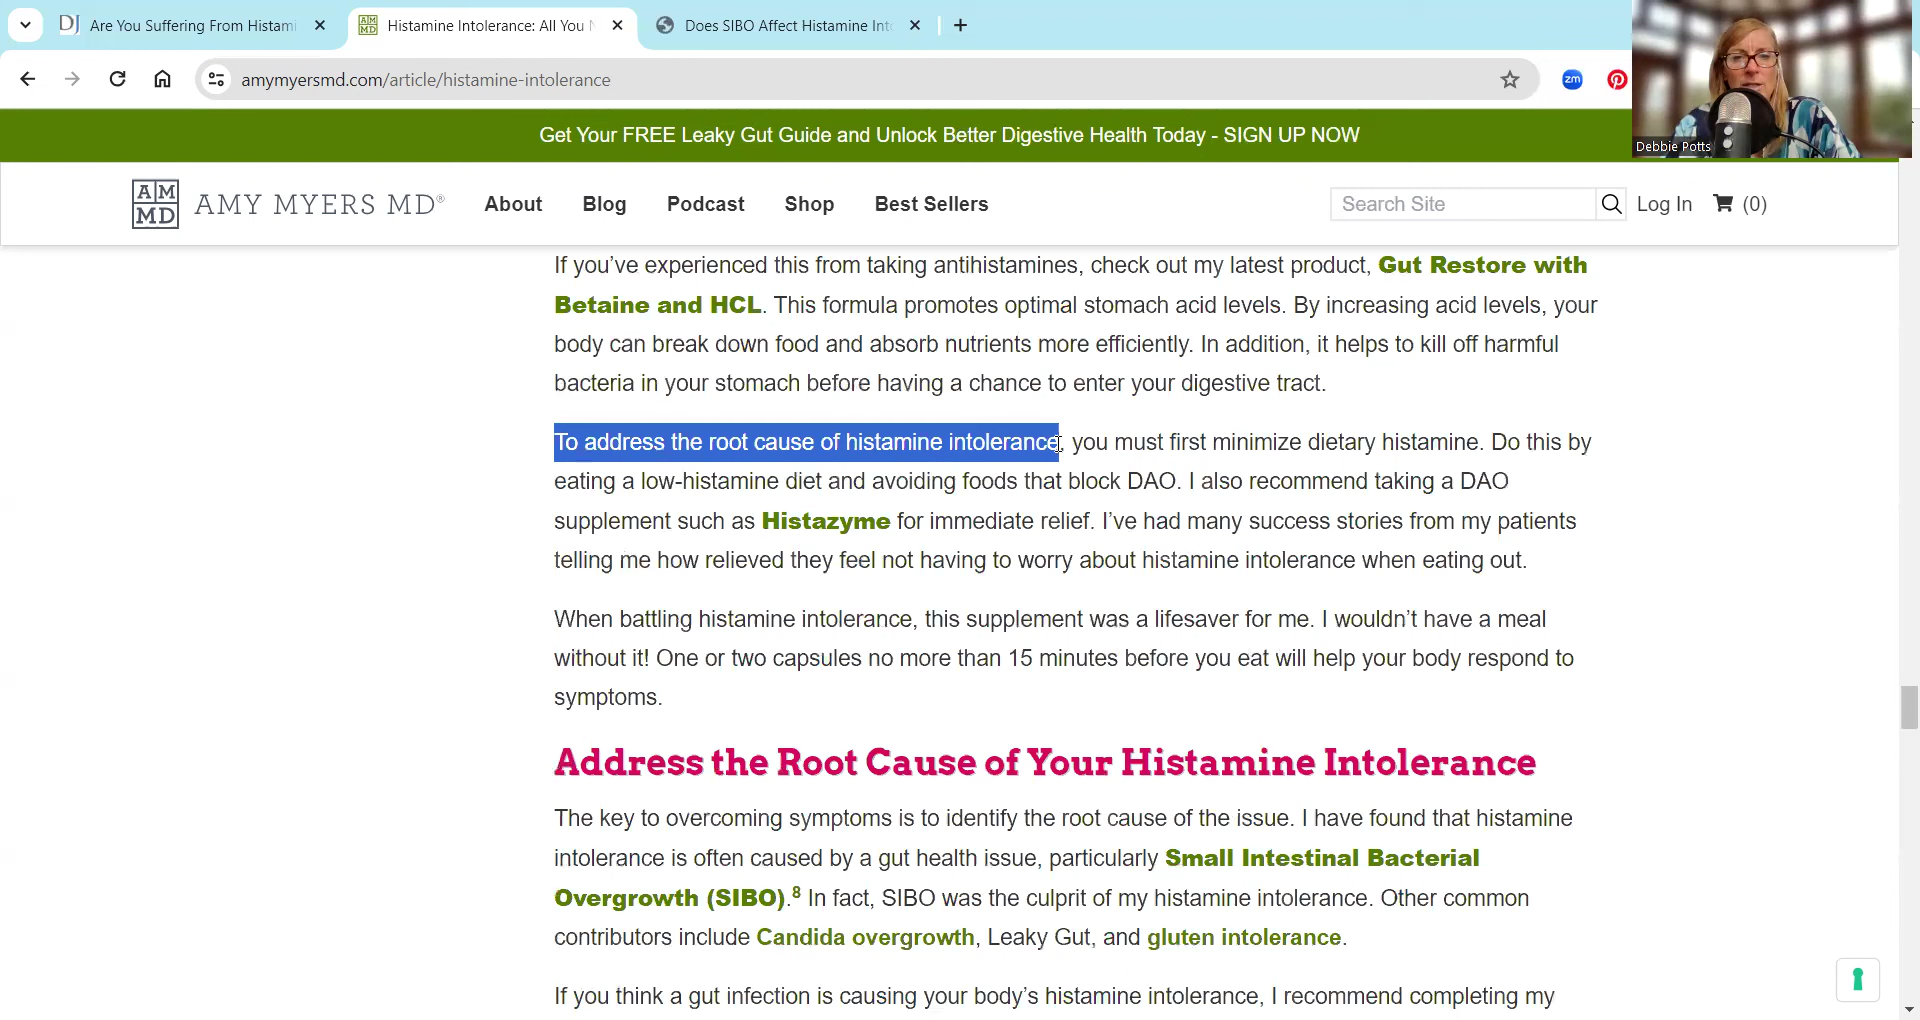 DJ Are You Suffering From Histami
Histamine Intolerance: All You N
Does SIBO Affect Histamine Into
amymyersmd.com/article/histamine-intolerance
zm
Debbie Potts
Get Your FREE Leaky Gut Guide and Unlock Better Digestive Health Today - SIGN UP NOW
AM MD AMY MYERS MD® About Blog Podcast Shop Best Sellers Search Site Log In (0)
If you’ve experienced this from taking antihistamines, check out my latest product, Gut Restore with
Betaine and HCL. This formula promotes optimal stomach acid levels. By increasing acid levels, your
body can break down food and absorb nutrients more efficiently. In addition, it helps to kill off harmful
bacteria in your stomach before having a chance to enter your digestive tract.
To address the root cause of histamine intolerance, you must first minimize dietary histamine. Do this by
eating a low-histamine diet and avoiding foods that block DAO. I also recommend taking a DAO
supplement such as Histazyme for immediate relief. I’ve had many success stories from my patients
telling me how relieved they feel not having to worry about histamine intolerance when eating out.
When battling histamine intolerance, this supplement was a lifesaver for me. I wouldn’t have a meal
without it! One or two capsules no more than 15 minutes before you eat will help your body respond to
symptoms.
Address the Root Cause of Your Histamine Intolerance
The key to overcoming symptoms is to identify the root cause of the issue. I have found that histamine
intolerance is often caused by a gut health issue, particularly Small Intestinal Bacterial
Overgrowth (SIBO).8 In fact, SIBO was the culprit of my histamine intolerance. Other common
contributors include Candida overgrowth, Leaky Gut, and gluten intolerance.
If you think a gut infection is causing your body’s histamine intolerance, I recommend completing my